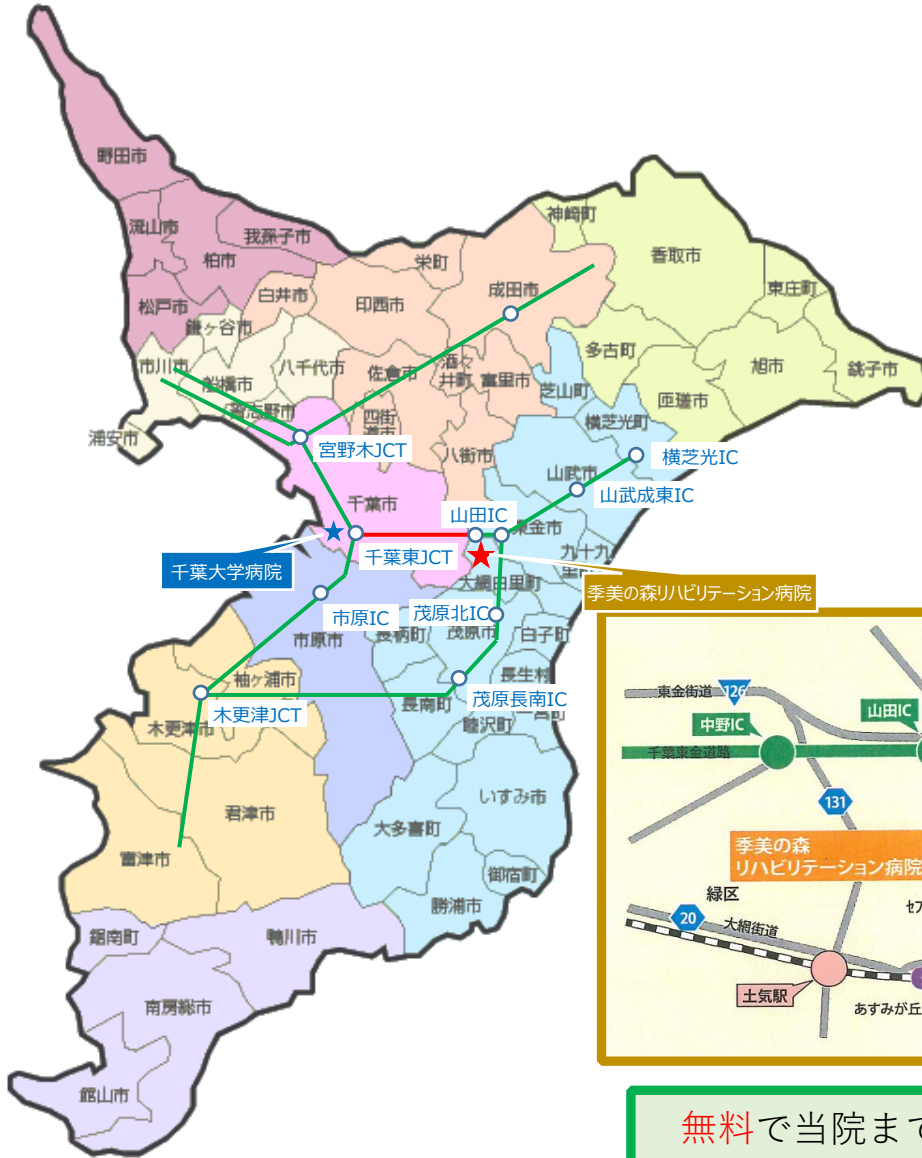 野田市
流山市
我孫子市
柏市
松戸市
白井市
鎌ヶ谷市
市川市
船橋市
八千代市
習志野市
浦安市
栄町
印西市
成田市
神崎町
香取市
東庄町
多古町
旭市
銚子市
匝瑳市
佐倉市
酒々
井町
富里市
芝山町
横芝光町
四街
道市
八街市
山武市
横芝光IC
山武成東IC
宮野木JCT
千葉市
山田IC
東金市
千葉大学病院
千葉東JCT
九十九
里町
大網白里町
季美の森リハビリテーション病院
市原IC
茂原北IC
市原市
長柄町
茂原市
白子町
袖ヶ浦市
長生村
木更津JCT
長南町
茂原長南IC
一宮町
木更津市
睦沢町
君津市
いすみ市
大多喜町
富津市
御宿町
勝浦市
鋸南町
鴨川市
南房総市
館山市
東金街道
126
中野IC
山田IC
千葉東金道路
131
季美の森
リハビリテーション病院
緑区
セブ
20
大網街道
土気駅
あすみが丘
無料で当院まで